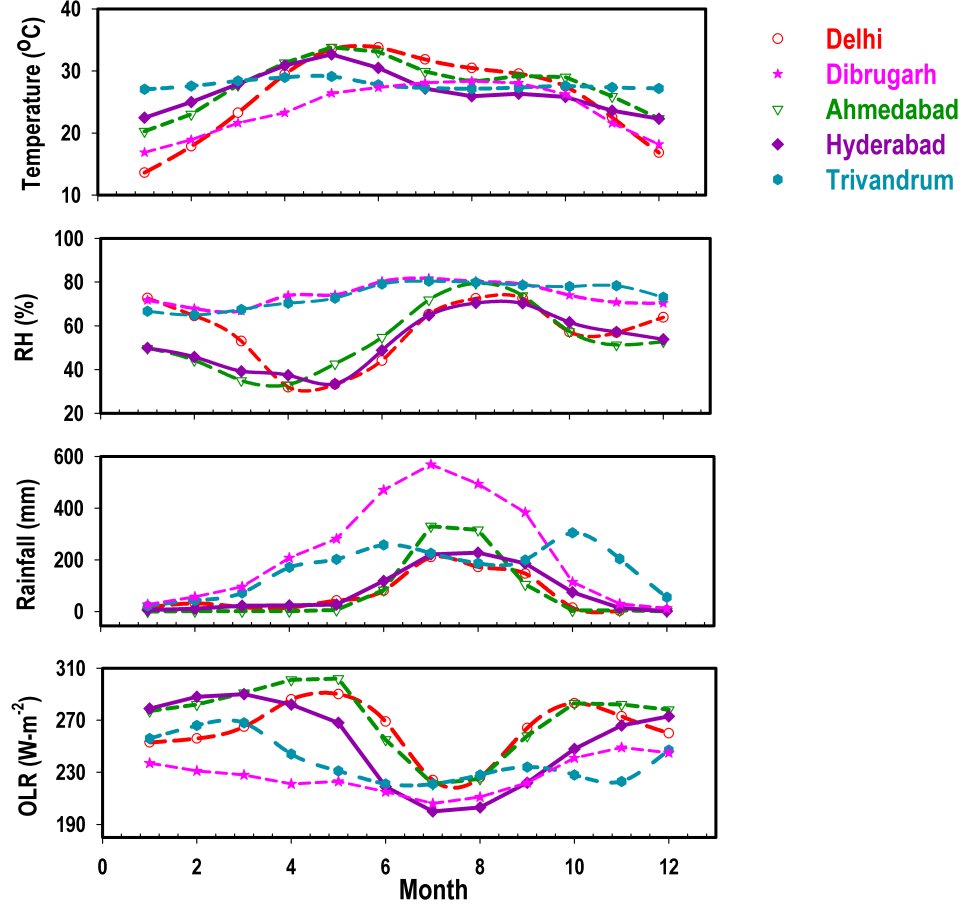 Temperature (°C)
40
30
20
10
Delhi
Dibrugarh
Ahmedabad
Hyderabad
Trivandrum
RH (%)
100
80
60
40
20
Rainfall (mm)
600
400
200
0
OLR (W-m⁻²)
310
270
230
190
0 2 4 6 8 10 12
Month